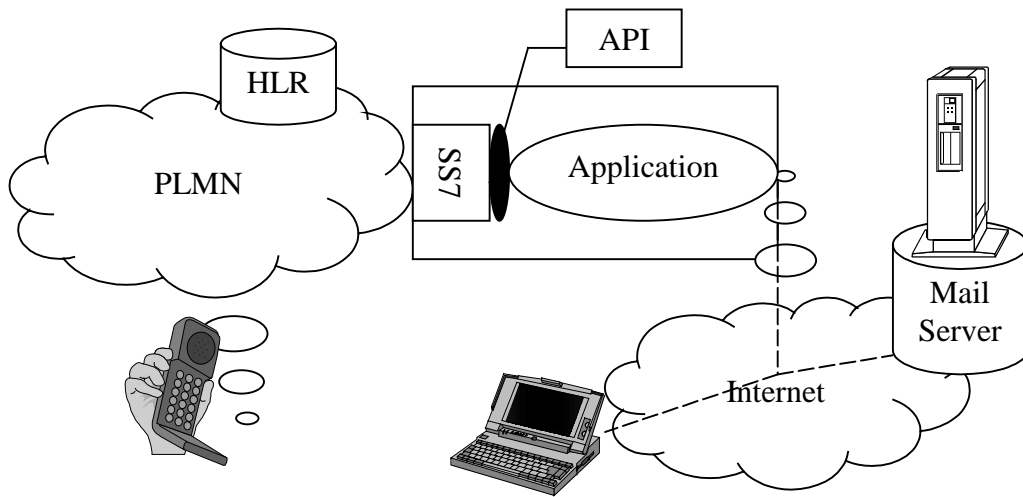 API
HLR
SS7
Application
PLMN
Mail
Server
Internet